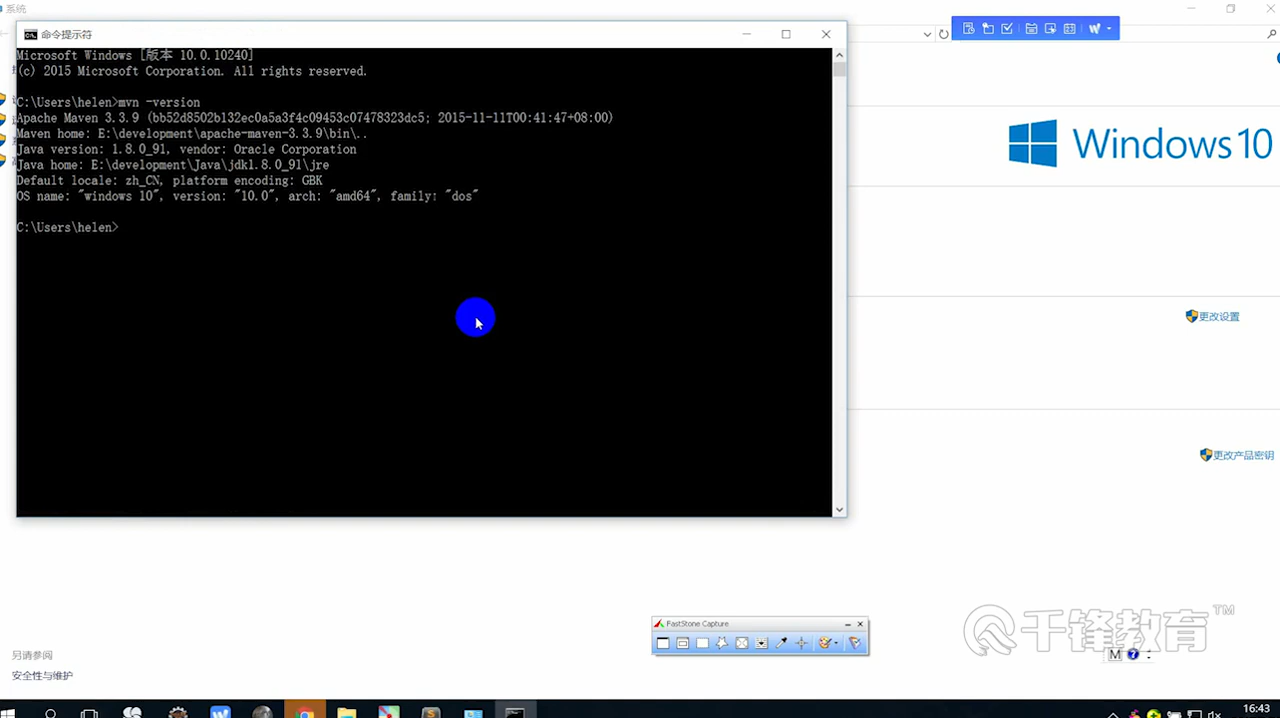 系统
命令提示符
Microsoft Windows [版本 10.0.10240]
(c) 2015 Microsoft Corporation. All rights reserved.
C:\Users\helen>mvn -version
Apache Maven 3.3.9 (bb52d8502b132ec0a5a3f4c09453c07478323dc5; 2015-11-11T00:41:47+08:00)
Maven home: E:\development\apache-maven-3.3.9\bin\..
Java version: 1.8.0_91, vendor: Oracle Corporation
Java home: E:\development\Java\jdk1.8.0_91\jre
Default locale: zh_CN, platform encoding: GBK
OS name: "windows 10", version: "10.0", arch: "amd64", family: "dos"
C:\Users\helen>
Windows 10
更改设置
更改产品密钥
FastStone Capture
千锋教育™
M
另请参阅
安全性与维护
16:43